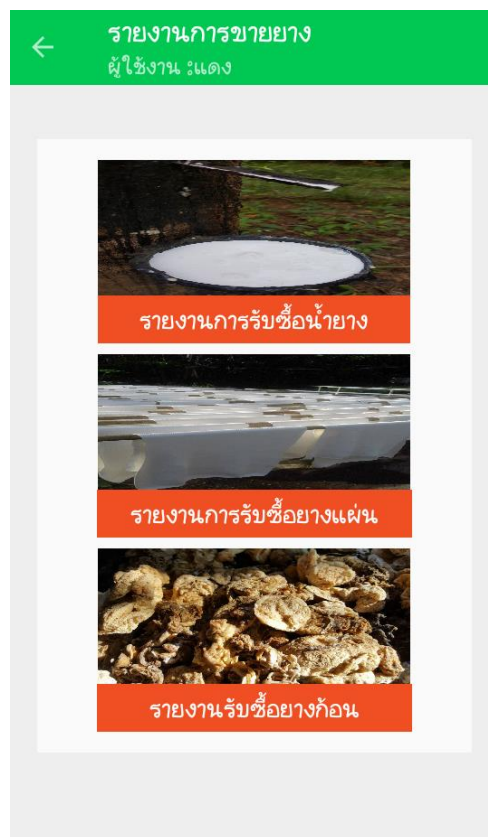 รายงานการขายยาง
ผู้ใช้งาน :แดง
รายงานการรับซื้อน้ำยาง
รายงานการรับซื้อยางแผ่น
รายงานรับซื้อยางก้อน